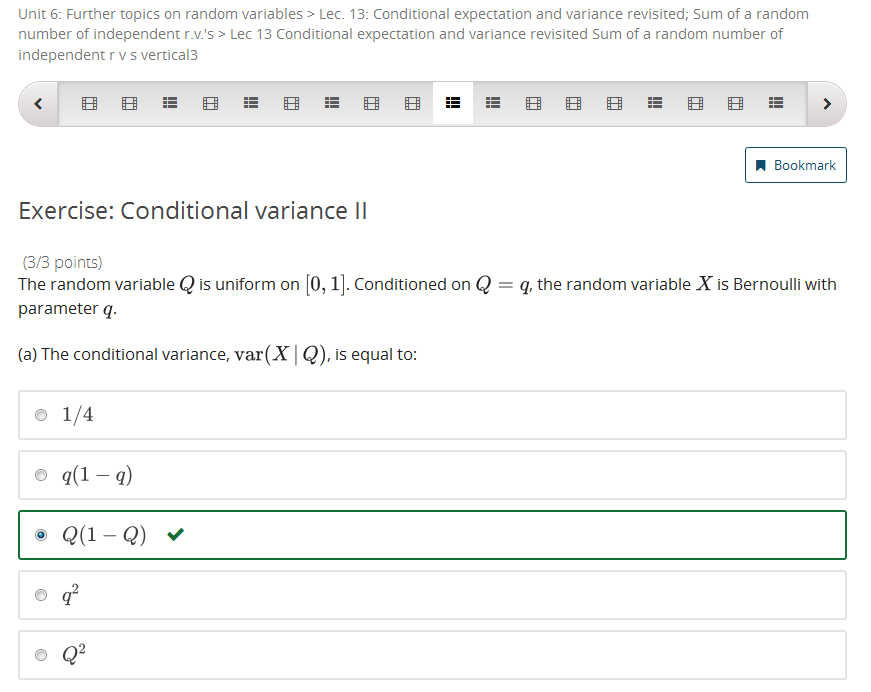 Unit 6: Further topics on random variables > Lec. 13: Conditional expectation and variance revisited; Sum of a random
number of independent r.v.'s > Lec 13 Conditional expectation and variance revisited Sum of a random number of
independent r v s vertical3
Bookmark
Exercise: Conditional variance II
(3/3 points)
The random variable Q is uniform on [0, 1]. Conditioned on Q = q, the random variable X is Bernoulli with
parameter q.
(a) The conditional variance, var(X | Q), is equal to:
1/4
q(1 − q)
Q(1 − Q)
q²
Q²